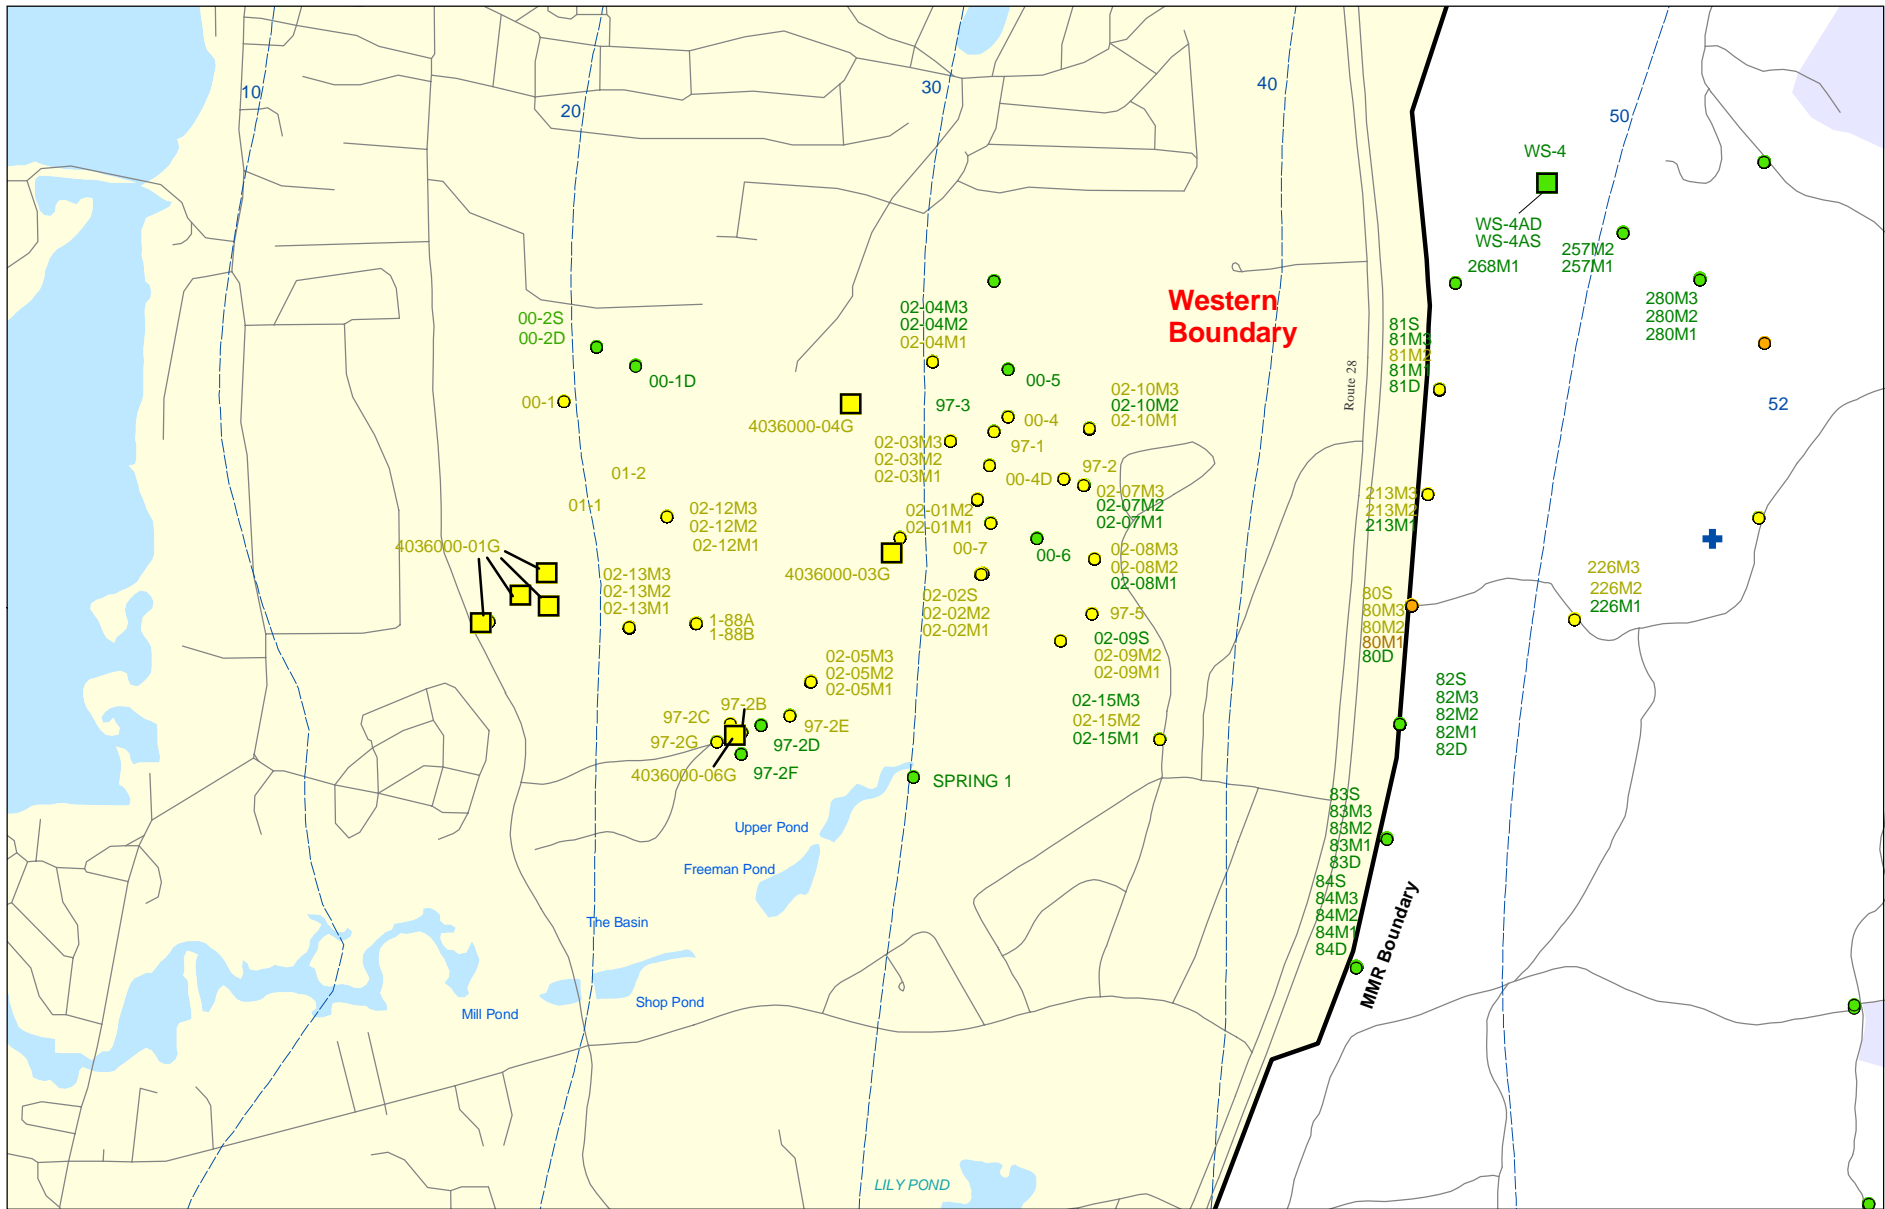 10
20
30
40
50
52
WS-4
WS-4AD
WS-4AS
257M2
257M1
268M1
280M3
280M2
280M1
Western
Boundary
00-2S
00-2D
00-1D
00-1
02-04M3
02-04M2
02-04M1
00-5
97-3
4036000-04G
02-03M3
02-03M2
02-03M1
00-4
97-1
00-4D
02-10M3
02-10M2
02-10M1
97-2
02-07M3
02-07M2
02-07M1
Route 28
81S
81M3
81M2
81M1
81D
213M3
213M2
213M1
01-2
01-1
02-12M3
02-12M2
02-12M1
02-01M2
02-01M1
00-7
00-6
4036000-01G
4036000-03G
02-08M3
02-08M2
02-08M1
02-13M3
02-13M2
02-13M1
1-88A
1-88B
02-02S
02-02M2
02-02M1
97-5
02-09S
02-09M2
02-09M1
226M3
226M2
226M1
80S
80M3
80M2
80M1
80D
02-05M3
02-05M2
02-05M1
97-2B
97-2C
97-2G
97-2E
97-2D
97-2F
4036000-06G
02-15M3
02-15M2
02-15M1
82S
82M3
82M2
82M1
82D
SPRING 1
83S
83M3
83M2
83M1
83D
84S
84M3
84M2
84M1
84D
MMR Boundary
Upper Pond
Freeman Pond
The Basin
Shop Pond
Mill Pond
LILY POND